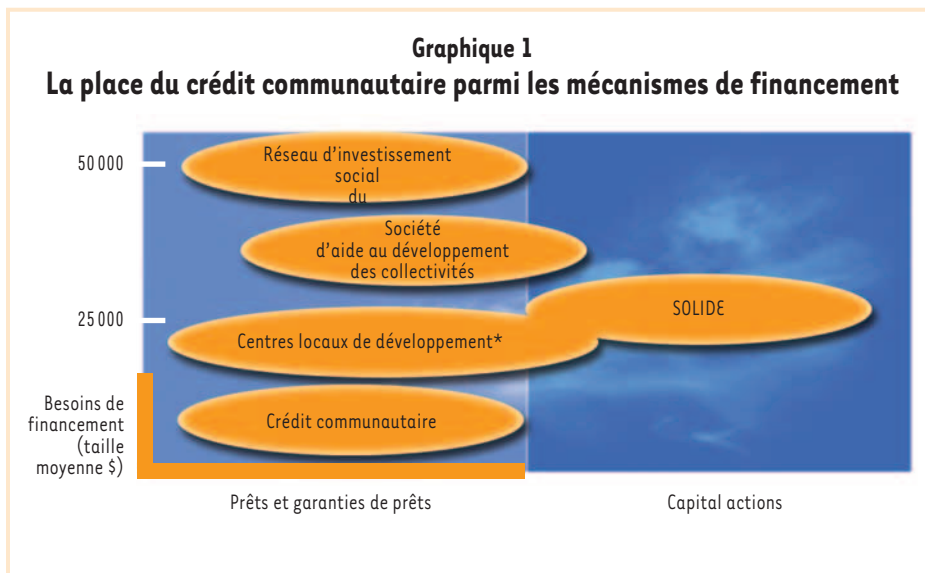 Graphique 1
La place du crédit communautaire parmi les mécanismes de financement
50 000
Réseau d'investissement
social
du
Société
d'aide au développement
des collectivités
25 000
SOLIDE
Centres locaux de développement*
Besoins de
financement
(taille
moyenne $)
Crédit communautaire
Prêts et garanties de prêts
Capital actions